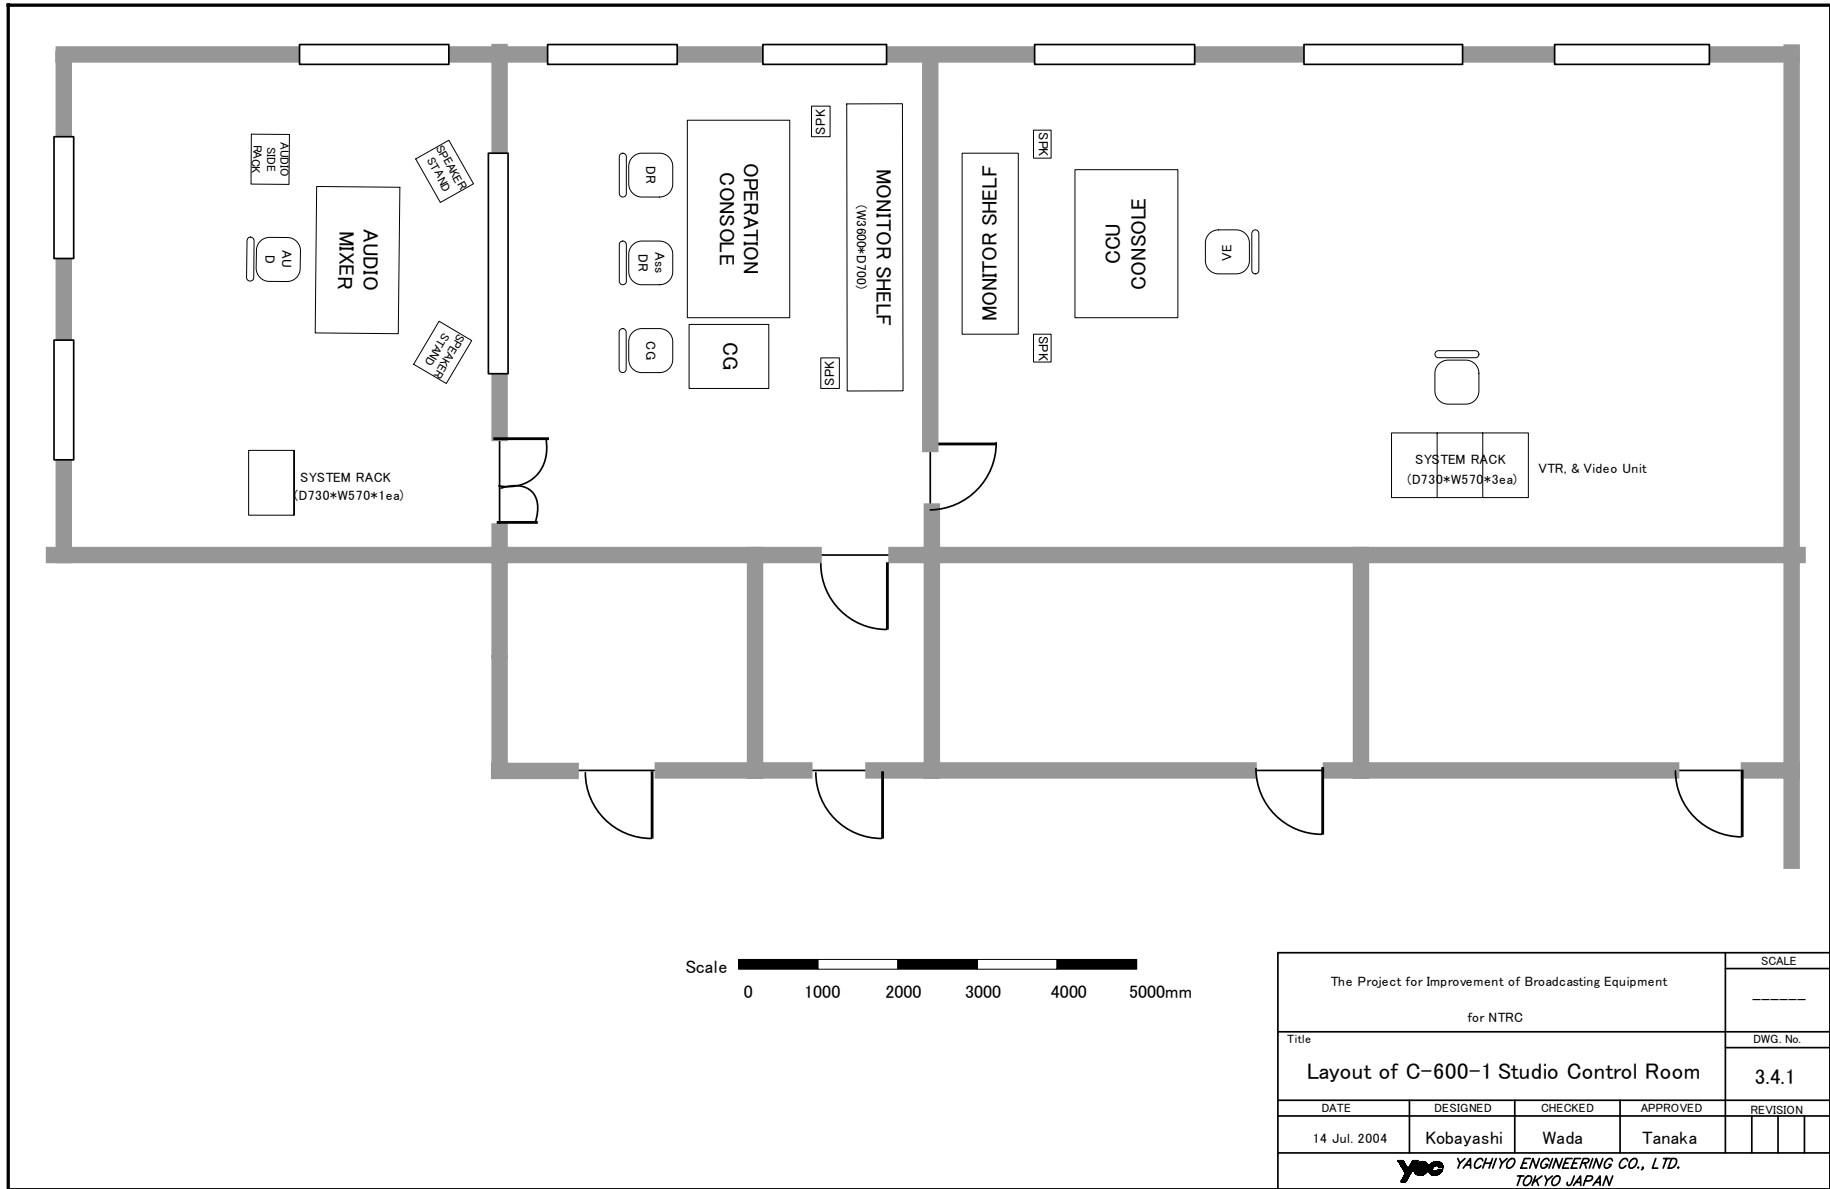 AUDIO
SIDE
RACK
SPEAKER
STAND
AU
D
AUDIO
MIXER
SPEAKER
STAND
SYSTEM RACK
(D730*W570*1ea)
DR
Ass
DR
CG
OPERATION
CONSOLE
CG
SPK
SPK
MONITOR SHELF
(W3600*D700)
MONITOR SHELF
SPK
SPK
CCU
CONSOLE
VE
SYSTEM RACK
(D730*W570*3ea)
VTR, & Video Unit
Scale
0 1000 2000 3000 4000 5000mm
The Project for Improvement of Broadcasting Equipment
for NTRC
SCALE
------
Title
Layout of C-600-1 Studio Control Room
DWG. No.
3.4.1
DATE DESIGNED CHECKED APPROVED REVISION
14 Jul. 2004 Kobayashi Wada Tanaka
yec YACHIYO ENGINEERING CO., LTD.
TOKYO JAPAN